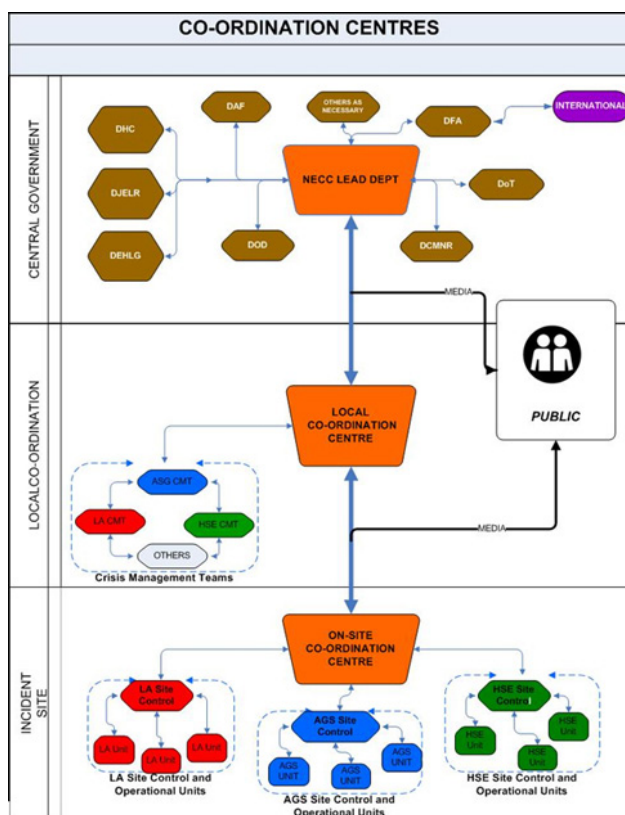 CO-ORDINATION CENTRES
CENTRAL GOVERNMENT
DHC
DAF
OTHERS AS
NECESSARY
DFA
INTERNATIONAL
DJELR
NECC LEAD DEPT
DoT
DEHLG
DOD
DCMNR
MEDIA
LOCALCO-ORDINATION
LOCAL
CO-ORDINATION
CENTRE
PUBLIC
ASG CMT
LA CMT
HSE CMT
OTHERS
Crisis Management Teams
MEDIA
INCIDENT
SITE
ON-SITE
CO-ORDINATION
CENTRE
LA Site
Control
LA Unit
LA Unit
LA Unit
LA Site Control and
Operational Units
AGS Site
Control
AGS
UNIT
AGS
UNIT
AGS
UNIT
AGS Site Control and
Operational Units
HSE Site
Control
HSE
Unit
HSE
Unit
HSE
Unit
HSE Site Control and
Operational Units